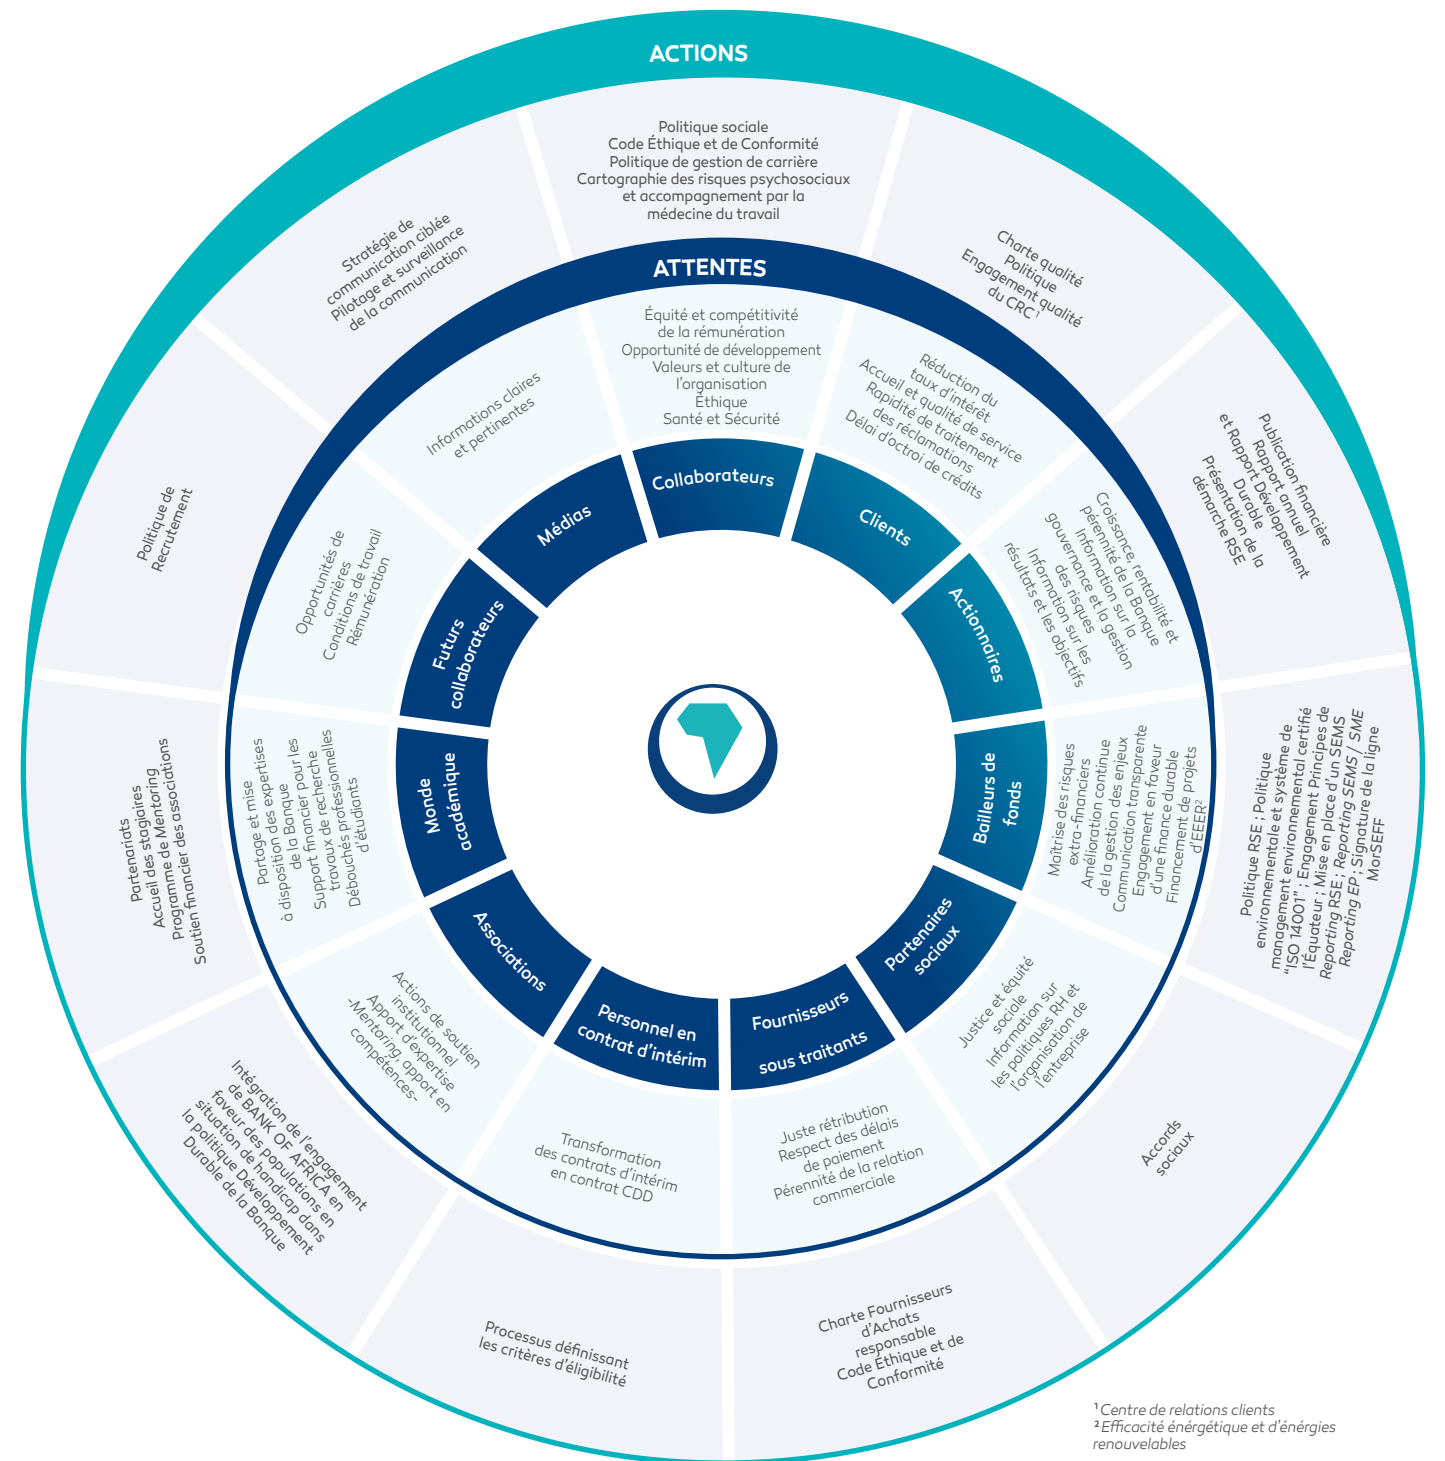 ACTIONS
Politique sociale
Code Éthique et de Conformité
Politique de gestion de carrière
Cartographie des risques psychosociaux
et accompagnement par la
médecine du travail
Charte qualité
Politique
Engagement qualité
du CRC¹
Publication financière
Rapport annuel
et Rapport Développement
Durable
Présentation de la
démarche RSE
Politique RSE ; Politique
environnementale et système de
management environnemental certifié
“ISO 14001” ; Engagement Principes de
l’Équateur ; Mise en place d’un SEMS
Reporting RSE ; Reporting SEMS / SME
Reporting EP ; Signature de la ligne
MorSEFF
Accords
sociaux
Charte Fournisseurs
d’Achats
responsable
Code Éthique et de
Conformité
Processus définissant
les critères d’éligibilité
Intégration de l’engagement
de BANK OF AFRICA en
faveur des populations en
situation de handicap dans
la politique Développement
Durable de la Banque
Partenariats
Accueil des stagiaires
Programme de Mentoring
Soutien financier des associations
Politique de
Recrutement
Stratégie de
communication ciblée
Pilotage et surveillance
de la communication
ATTENTES
Équité et compétitivité
de la rémunération
Opportunité de développement
Valeurs et culture de
l’organisation
Éthique
Santé et Sécurité
Réduction du
taux d’intérêt
Accueil et qualité de service
Rapidité de traitement
des réclamations
Délai d’octroi de crédits
Croissance, rentabilité et
pérennité de la Banque
Information sur la
gouvernance et la gestion
des risques
Information sur les
résultats et les objectifs
Maîtrise des risques
extra-financiers
Amélioration continue
de la gestion des enjeux
Communication transparente
Engagement en faveur
d’une finance durable
Financement de projets
d’EEER²
Justice et équité
sociale
Information sur
les politiques RH et
l’organisation de
l’entreprise
Juste rétribution
Respect des délais
de paiement
Pérennité de la relation
commerciale
Transformation
des contrats d’intérim
en contrat CDD
Actions de soutien
institutionnel
Apport d’expertise
-Mentoring, apport en
compétences-
Partage et mise
à disposition des expertises
de la Banque
Support financier pour les
travaux de recherche
Débouchés professionnelles
d’étudiants
Opportunités de
carrières
Conditions de travail
Rémunération
Informations claires
et pertinentes
Collaborateurs
Clients
Actionnaires
Bailleurs de
fonds
Partenaires
sociaux
Fournisseurs
sous traitants
Personnel en
contrat d’intérim
Associations
Monde
académique
Futurs
collaborateurs
Médias
¹ Centre de relations clients
² Efficacité énérgétique et d’énérgies
renouvelables